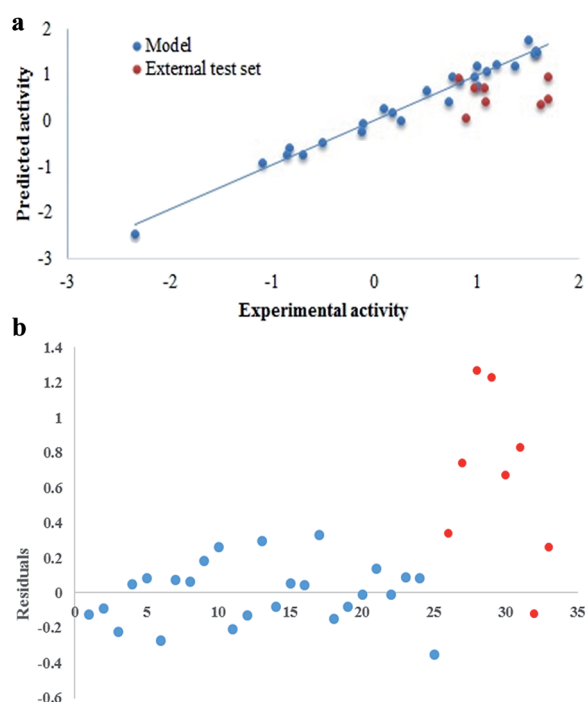 a
2
1
0
-1
-2
-3
Predicted activity
Model
External test set
-3 -2 -1 0 1 2
Experimental activity
b
1.4
1.2
1
0.8
0.6
0.4
0.2
0
-0.2
-0.4
-0.6
Residuals
0 5 10 15 20 25 30 35